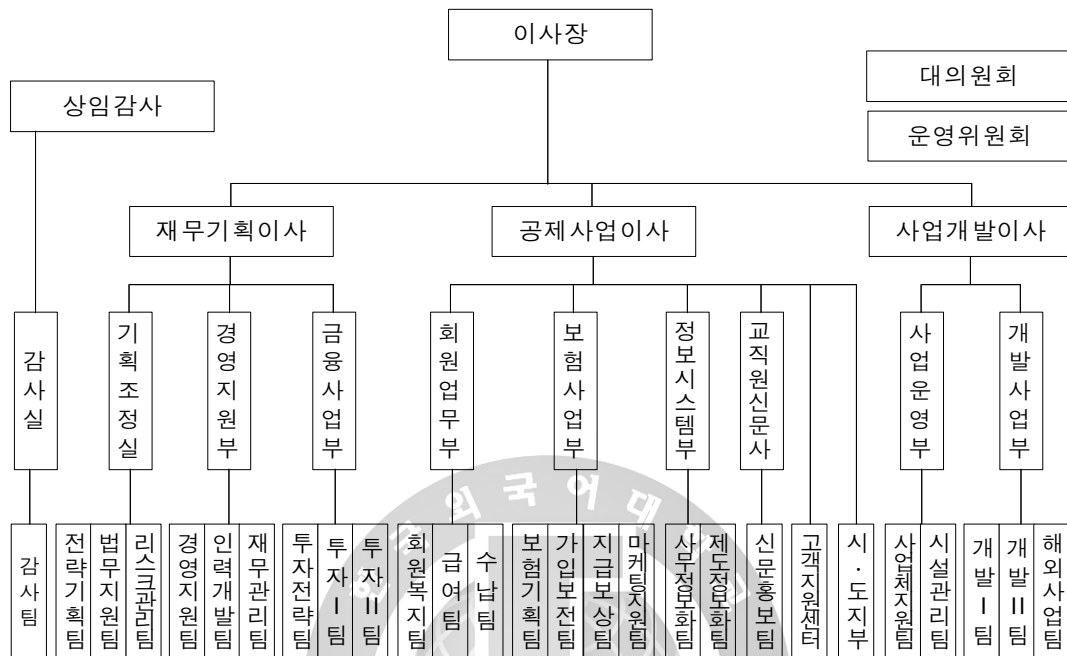 이사장
대의원회
상임감사
운영위원회
재무기획이사
공제사업이사
사업개발이사
감사실
기획조정실
경영지원부
금융사업부
회원업무부
보험사업부
정보시스템부
교직원신문사
사업운영부
개발사업부
감사팀
전략기획팀
법무지원팀
리스크관리팀
경영지원팀
인력개발팀
재무관리팀
투자전략팀
투자I팀
투자II팀
회원복지팀
급여팀
수납팀
보험기획팀
가입보전팀
지급보상팀
마케팅지원팀
사무정보화팀
제도정보화팀
신문홍보팀
고객지원센터
시·도지부
사업체지원팀
시설관리팀
개발I팀
개발II팀
해외사업팀